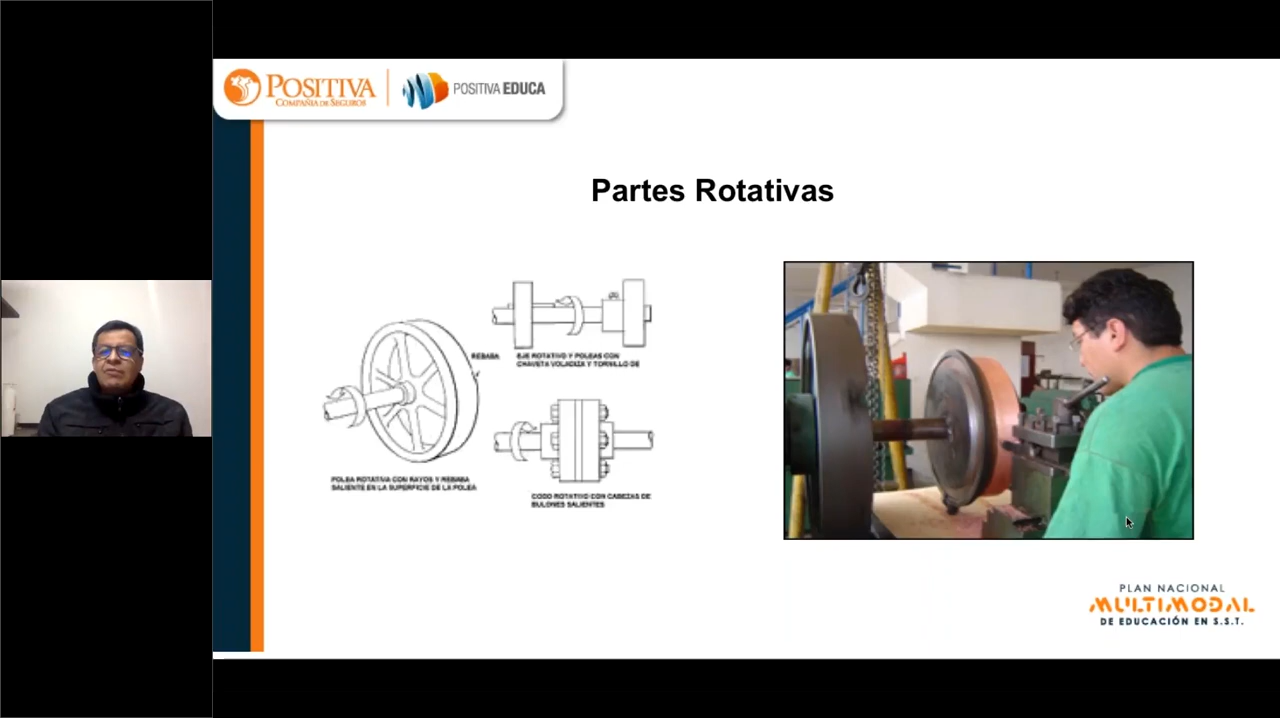 POSITIVA
COMPAÑIA DE SEGUROS
POSITIVA EDUCA
Partes Rotativas
REBABA
EJE ROTATIVO Y POLEAS CON
CHAVETA VOLADIZA Y TORNILLO DE
POLEA ROTATIVA CON RAYOS Y REBABA
SALIENTE EN LA SUPERFICIE DE LA POLEA
CODO ROTATIVO CON CABEZAS DE
BULONES SALIENTES
PLAN NACIONAL
MULTIMODAL
DE EDUCACIÓN EN S.S.T.